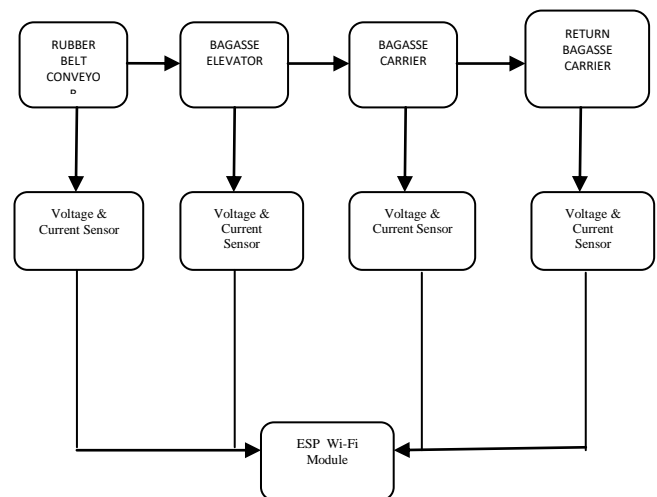 RUBBER
BELT
CONVEYO
R
BAGASSE
ELEVATOR
BAGASSE
CARRIER
RETURN
BAGASSE
CARRIER
Voltage &
Current Sensor
Voltage &
Current
Sensor
Voltage &
Current Sensor
Voltage &
Current
Sensor
ESP Wi-Fi
Module